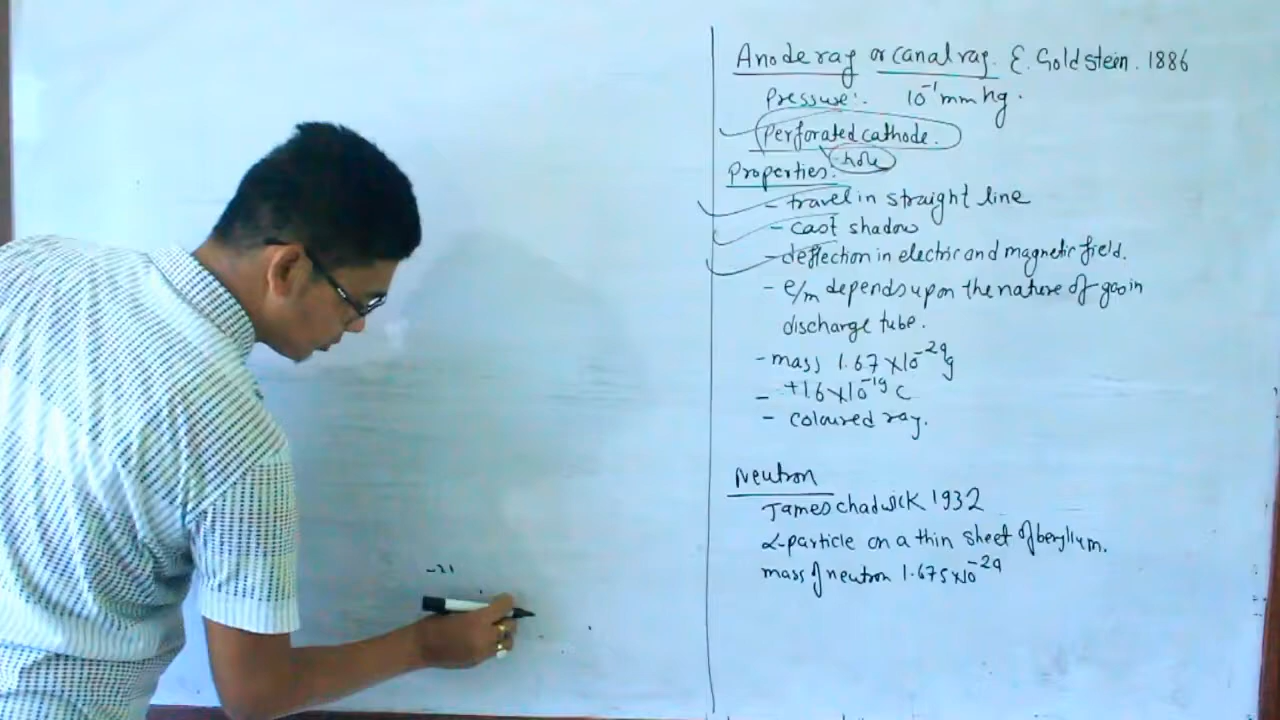 Anode ray or canal ray. E. Goldstein. 1886
Pressure:. 10⁻¹ mm hg.
Perforated cathode.
hole
Properties:
- travel in straight line
- cast shadow
- deflection in electric and magnetic field.
- e/m depends upon the nature of gas in
discharge tube.
- mass 1.67 x 10⁻²⁴g
- +1.6 x 10⁻¹⁹ C
- coloured ray.
Neutron
James chadwick 1932
α-particle on a thin sheet of beryllium.
mass of neutron 1.675 x 10⁻²⁴